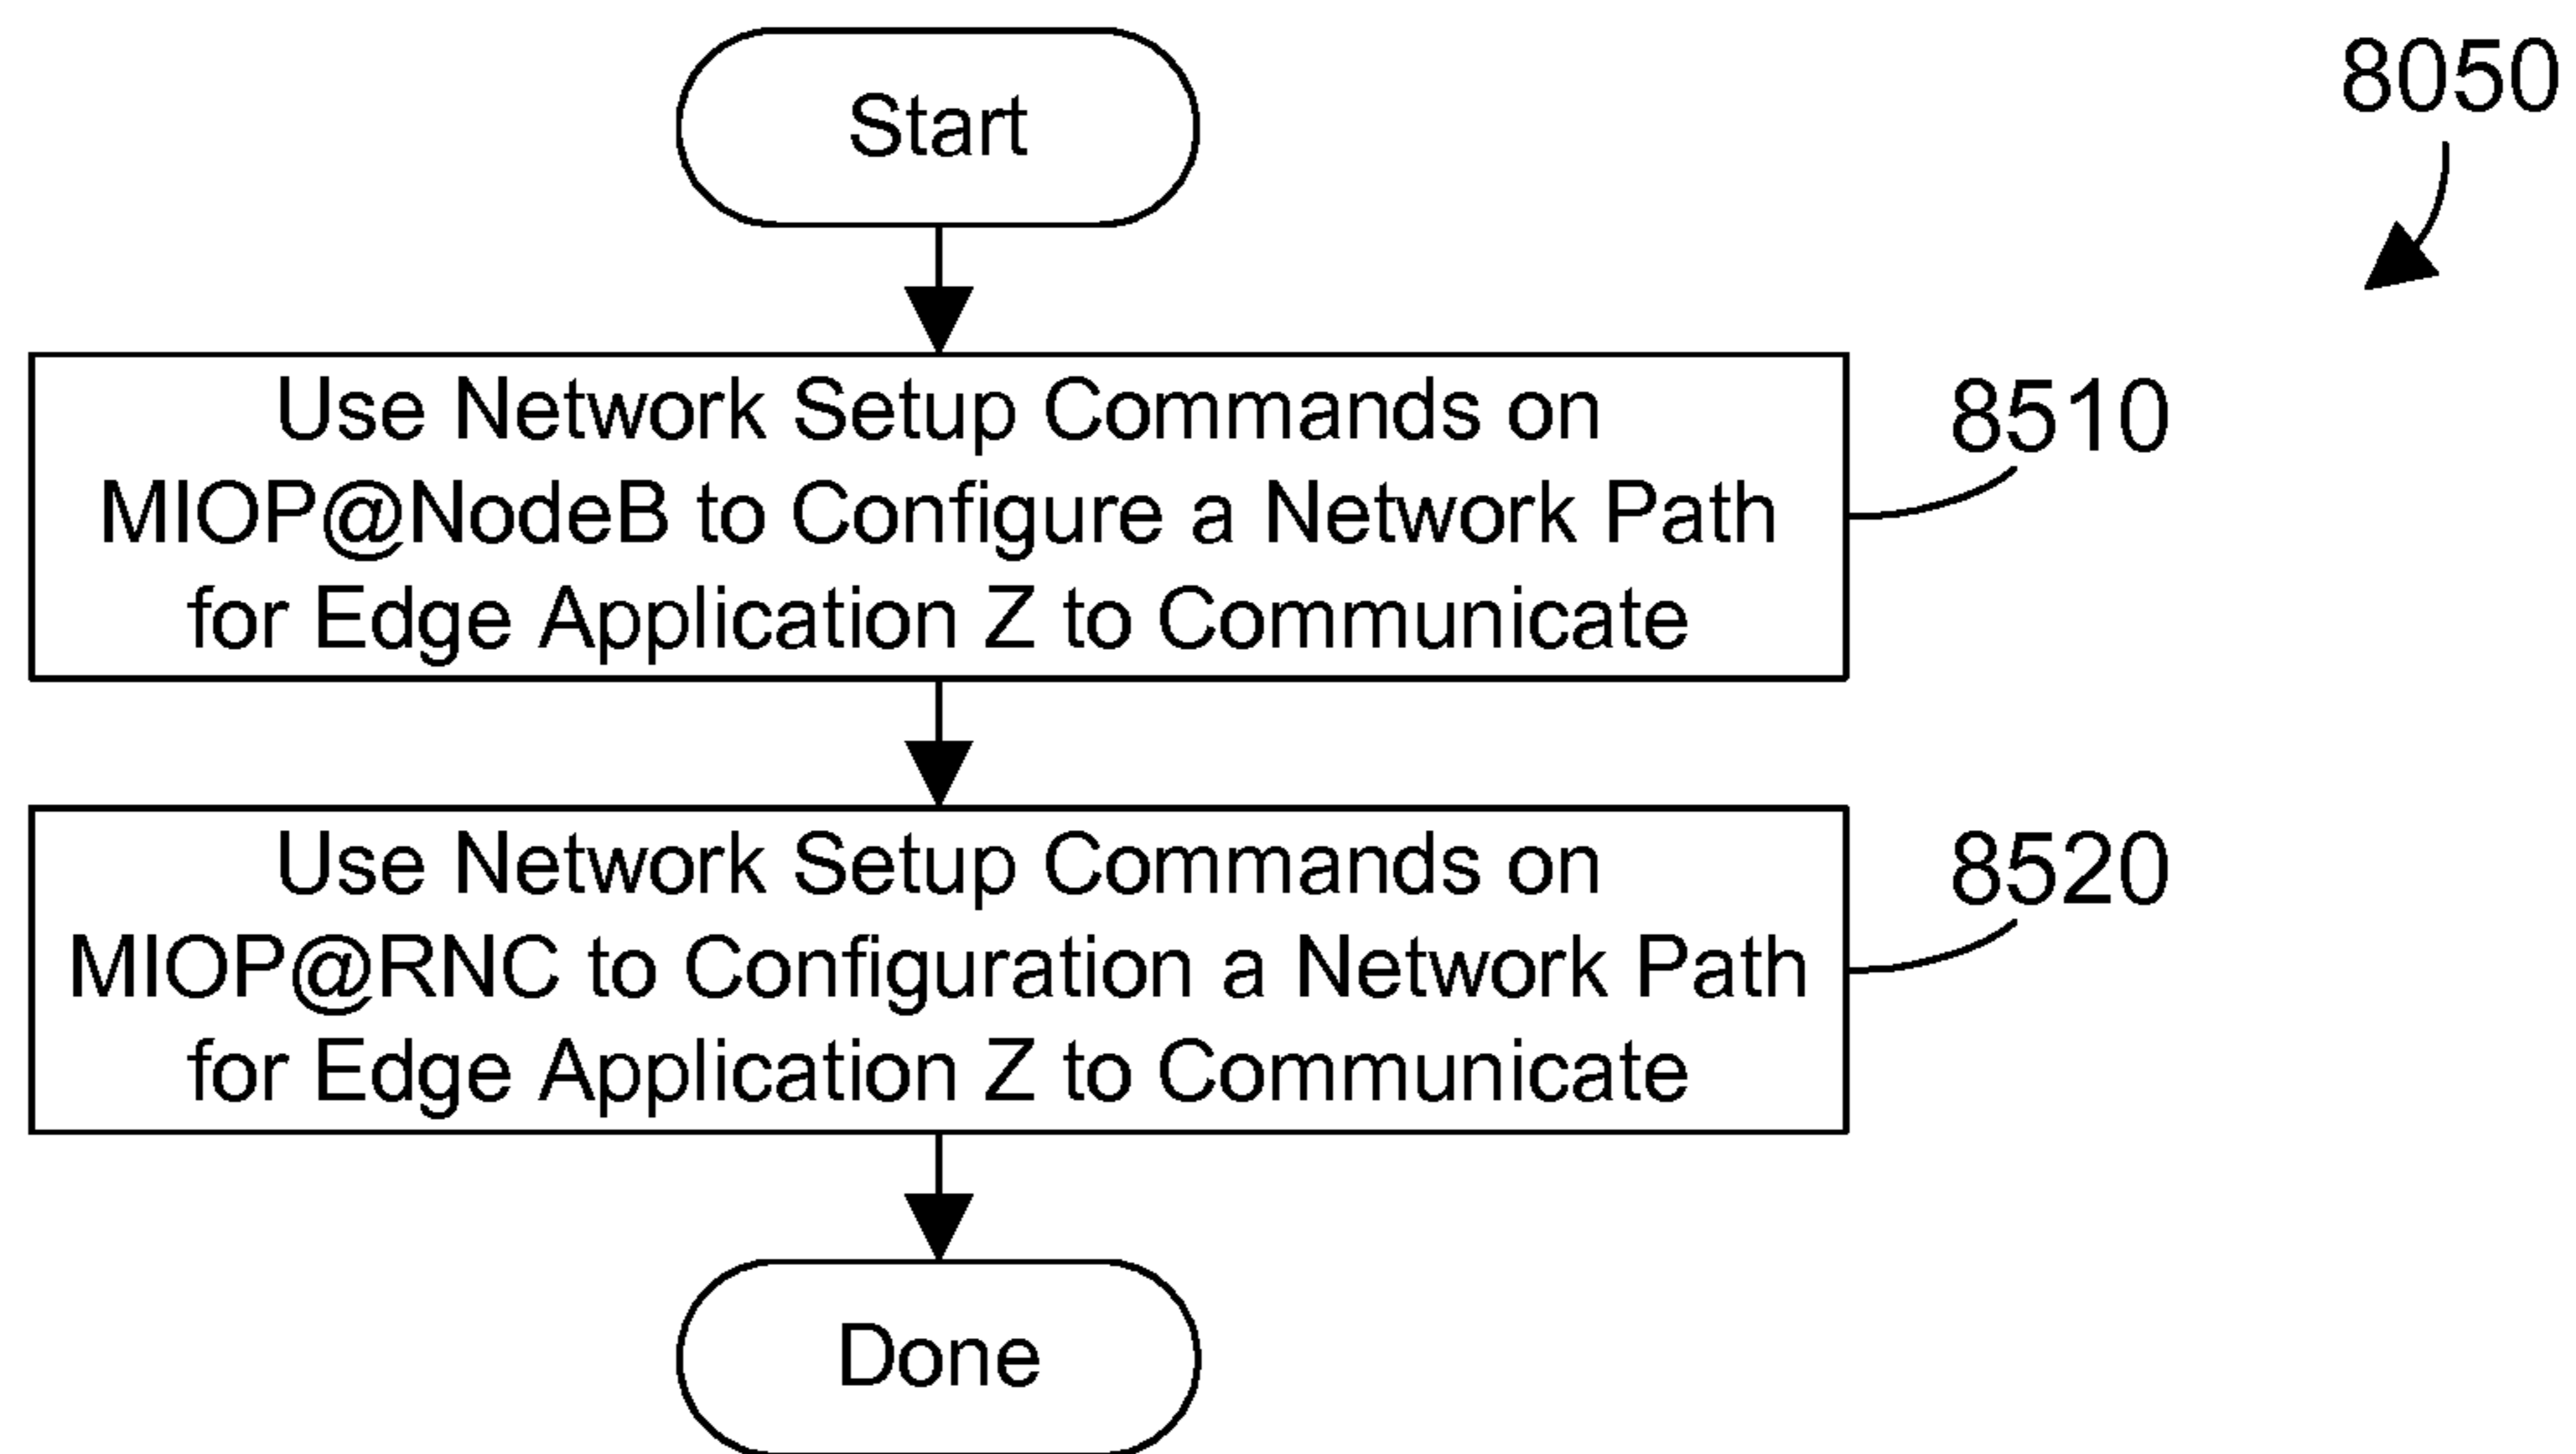 Start
8050
Use Network Setup Commands on
MIOP@NodeB to Configure a Network Path
for Edge Application Z to Communicate
8510
Use Network Setup Commands on
MIOP@RNC to Configuration a Network Path
for Edge Application Z to Communicate
8520
Done